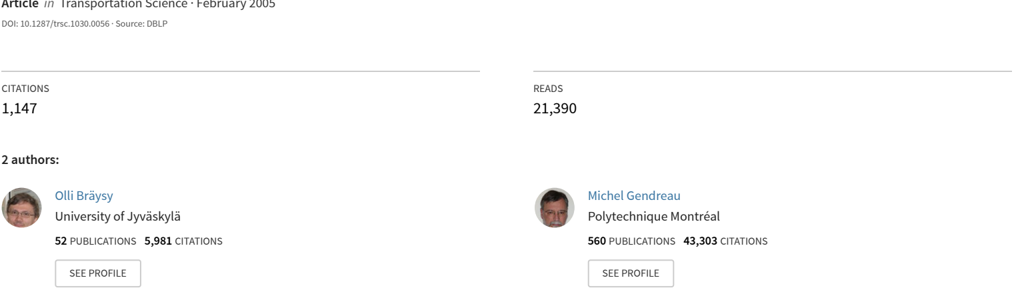 Article in Transportation Science · February 2005
DOI: 10.1287/trsc.1030.0056 · Source: DBLP
CITATIONS
1,147
READS
21,390
2 authors:
Olli Bräysy
University of Jyväskylä
52 PUBLICATIONS 5,981 CITATIONS
SEE PROFILE
Michel Gendreau
Polytechnique Montréal
560 PUBLICATIONS 43,303 CITATIONS
SEE PROFILE